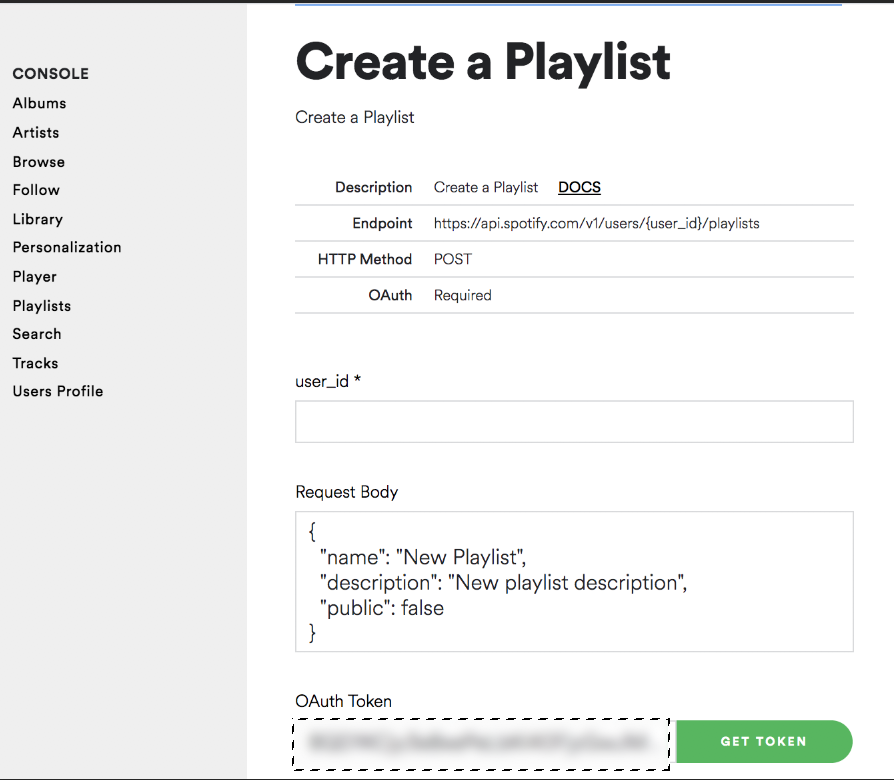 CONSOLE
Albums
Artists
Browse
Follow
Library
Personalization
Player
Playlists
Search
Tracks
Users Profile
Create a Playlist
Create a Playlist
Description Create a Playlist DOCS
Endpoint https://api.spotify.com/v1/users/{user_id}/playlists
HTTP Method POST
OAuth Required
user_id *
Request Body
{
"name": "New Playlist",
"description": "New playlist description",
"public": false
}
OAuth Token
GET TOKEN